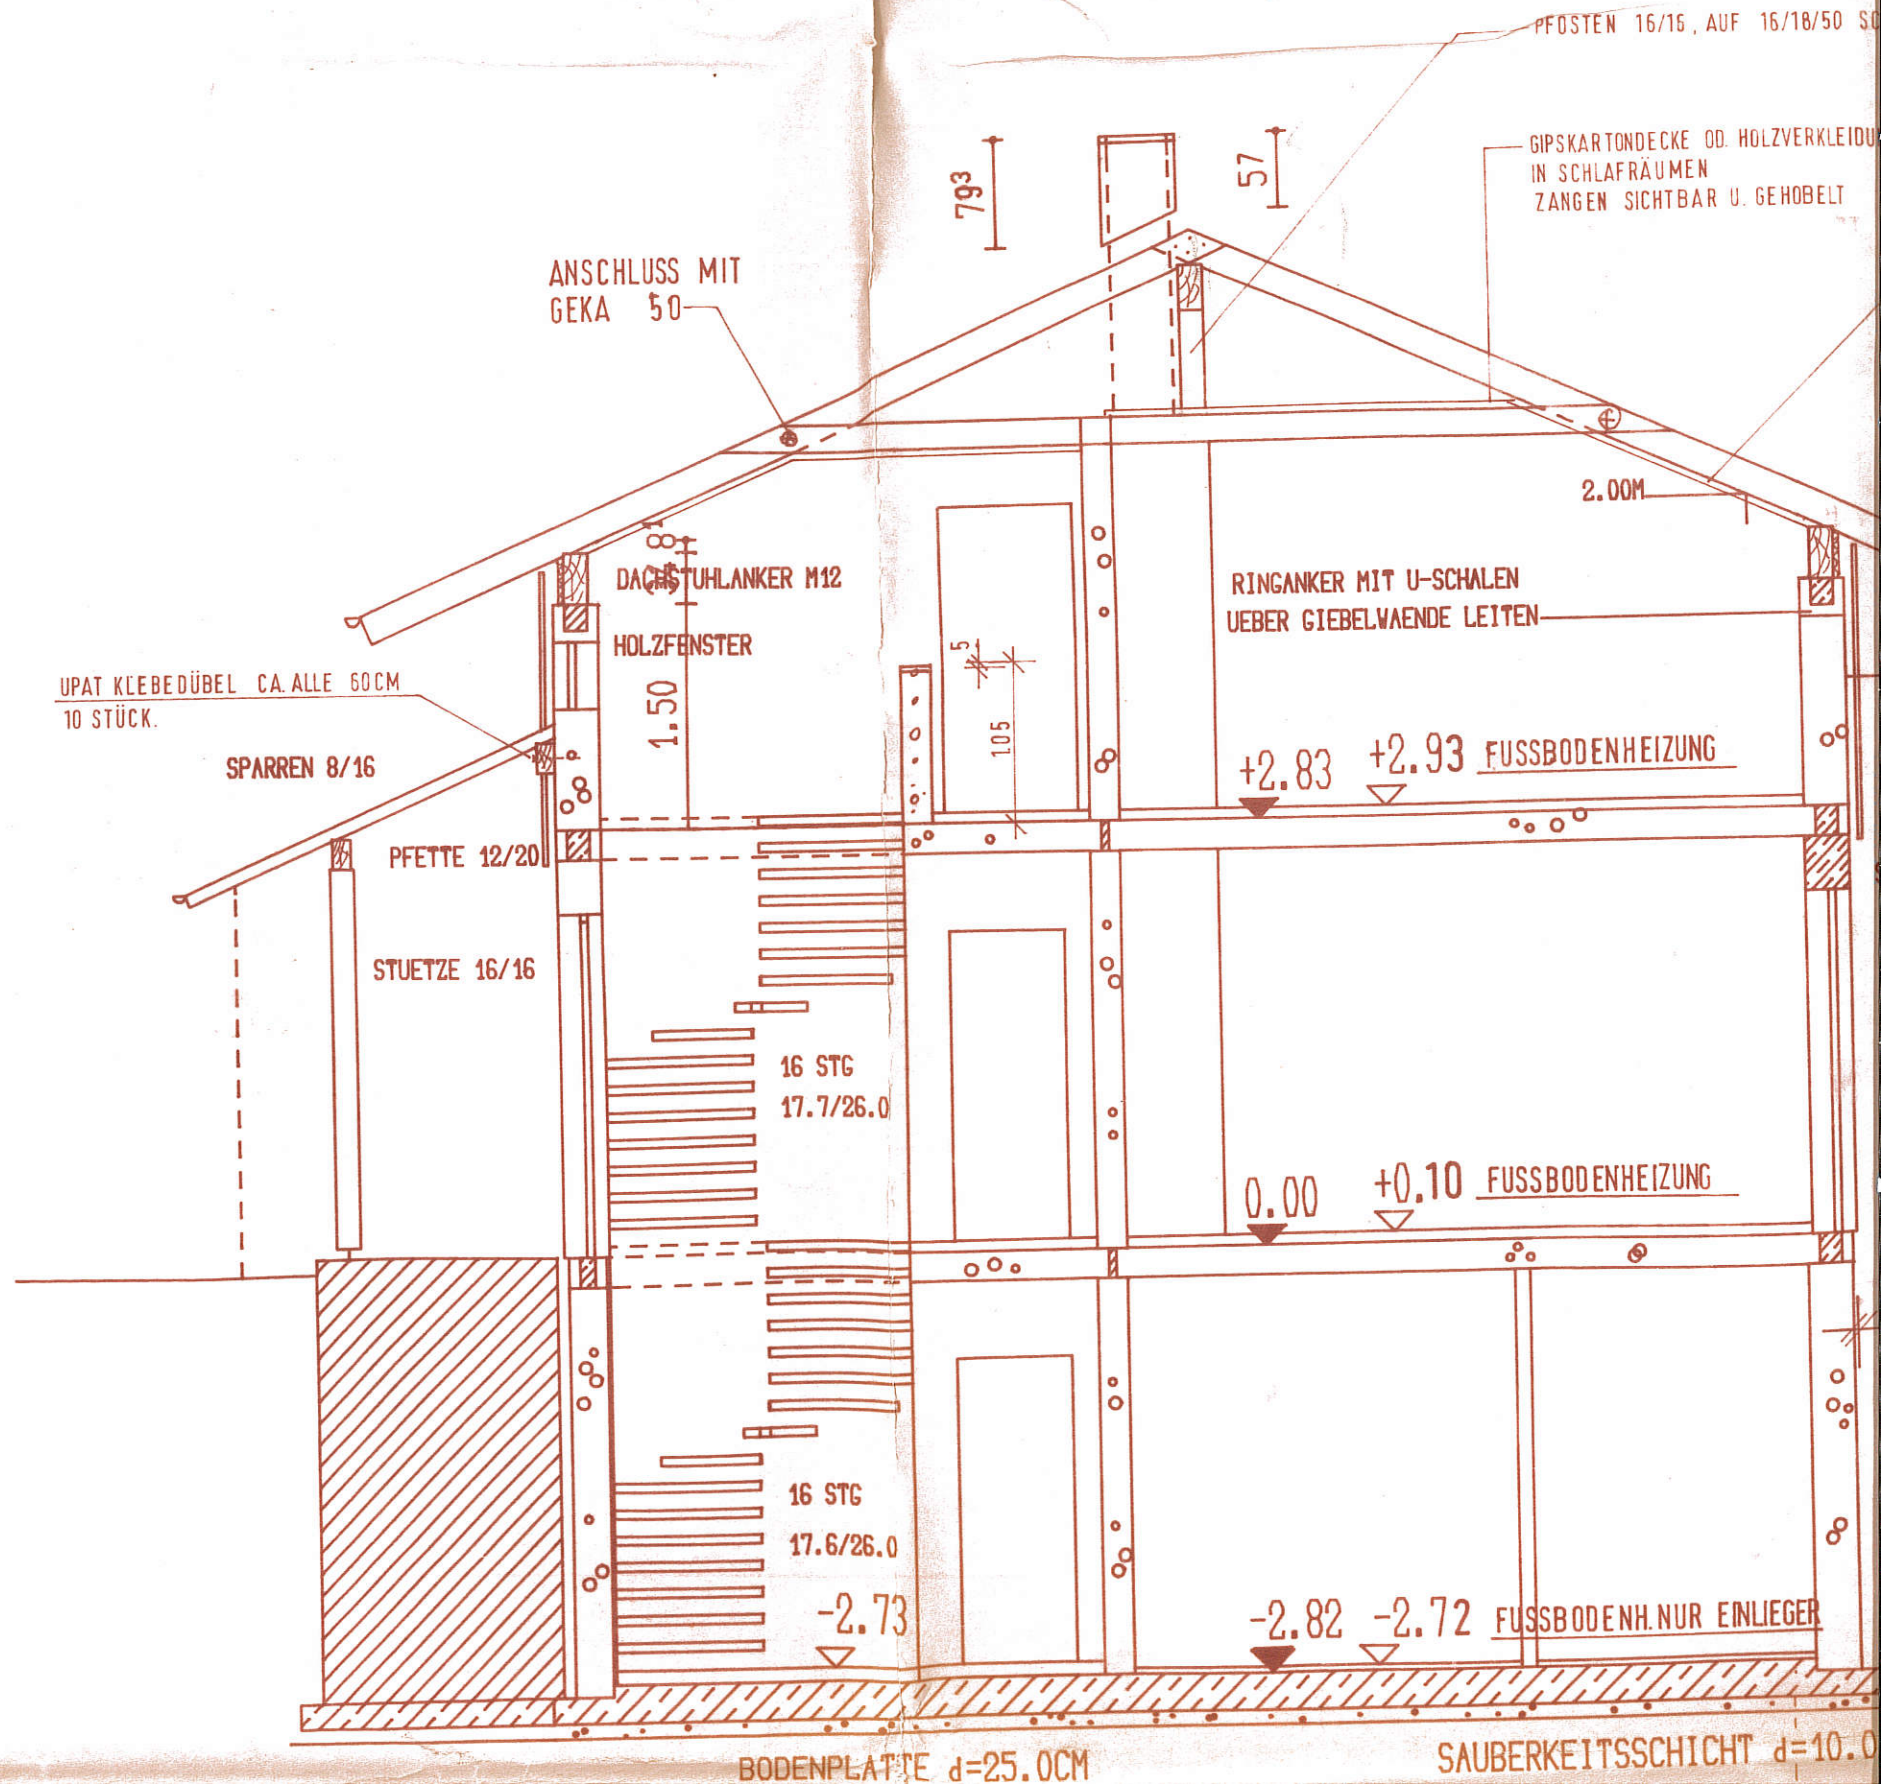 PFOSTEN 16/16, AUF 16/18/50
79³
57
GIPSKARTONDECKE OD. HOLZVERKLEIDU
IN SCHLAFRÄUMEN
ZANGEN SICHTBAR U. GEHOBELT
ANSCHLUSS MIT
GEKA 50
2.00M
DACHSTUHLANKER M12
RINGANKER MIT U-SCHALEN
UEBER GIEBELWAENDE LEITEN
HOLZFENSTER
5
UPAT KLEBEDÜBEL CA. ALLE 60CM
10 STÜCK.
1.50
105
SPARREN 8/16
+2.83 +2.93 FUSSBODENHEIZUNG
PFETTE 12/20
STUETZE 16/16
16 STG
17.7/26.0
0.00 +0.10 FUSSBODENHEIZUNG
16 STG
17.6/26.0
-2.73
-2.82 -2.72 FUSSBODENH. NUR EINLIEGER
BODENPLATTE d=25.0CM
SAUBERKEITSSCHICHT d=10.0